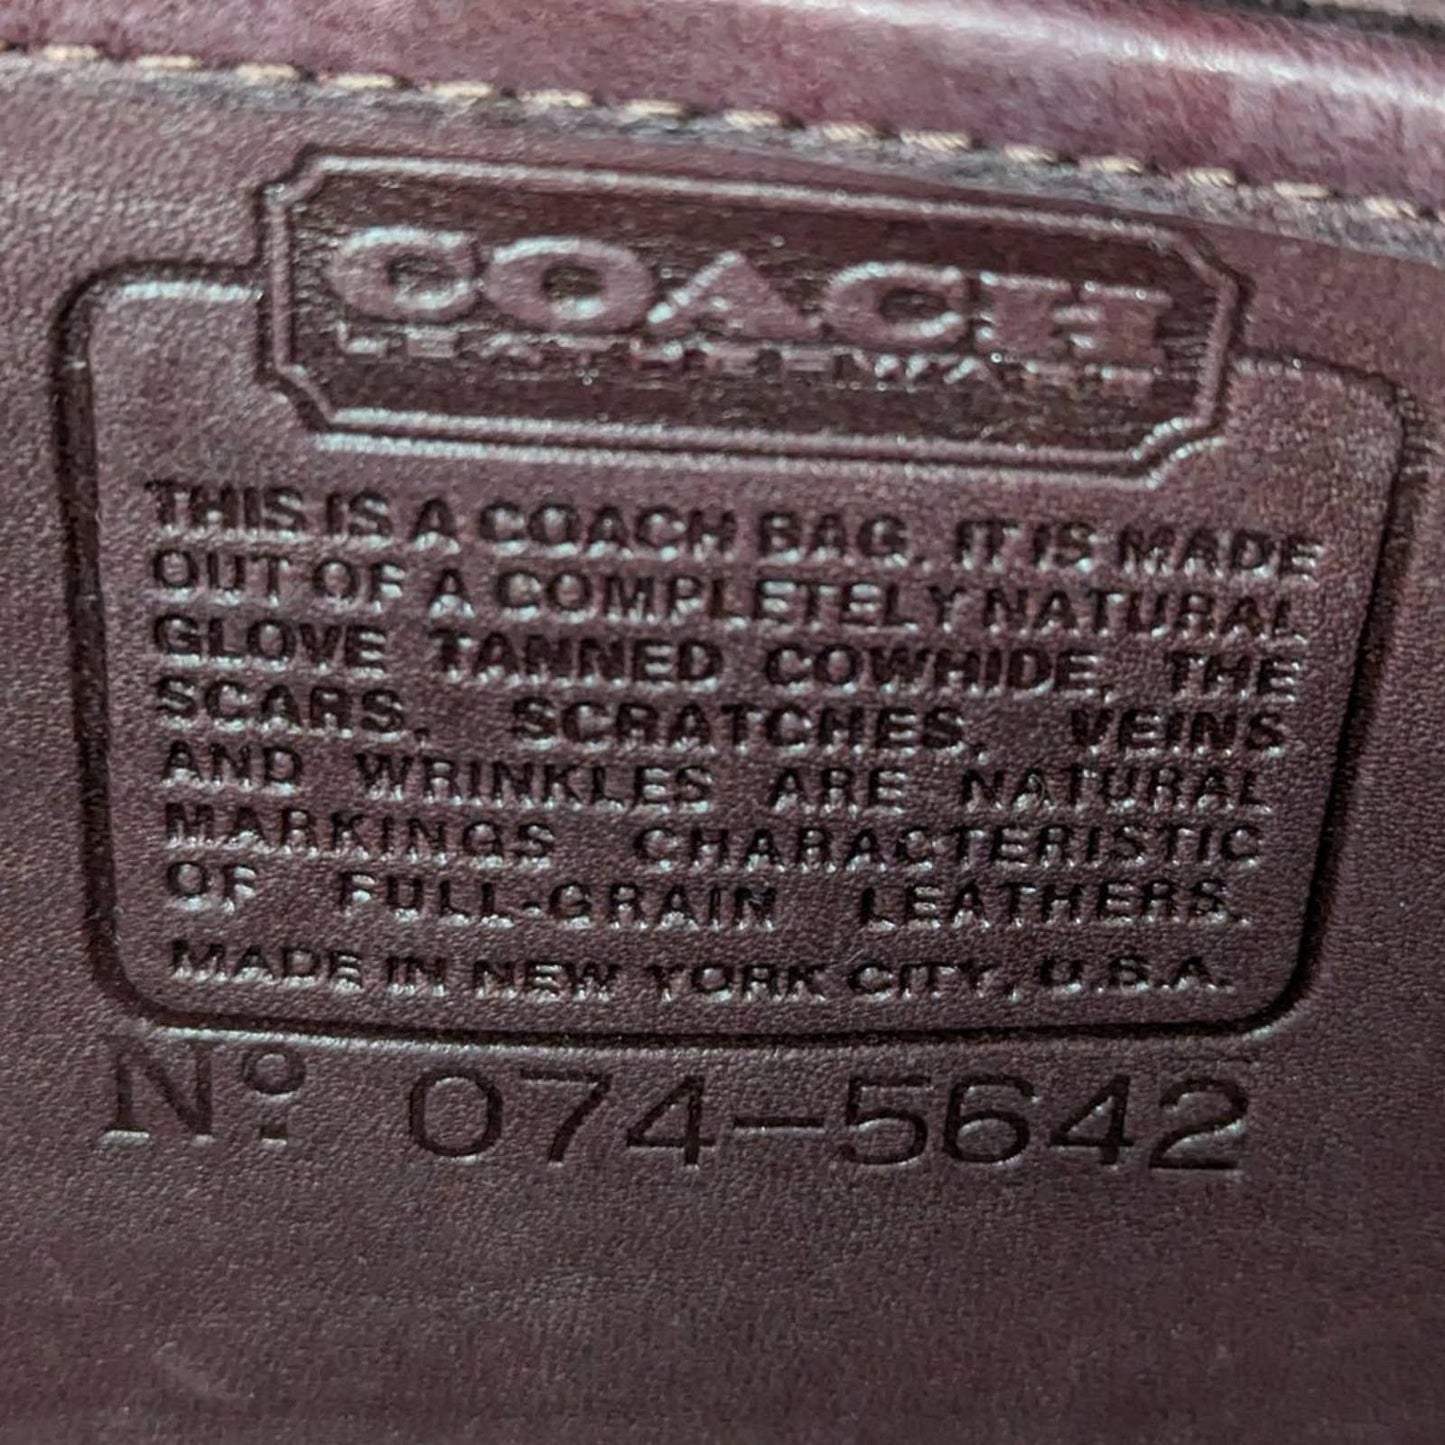 COACH
LEATHERWARE
THIS IS A COACH BAG. IT IS MADE
OUT OF A COMPLETELY NATURAL
GLOVE TANNED COWHIDE, THE
SCARS, SCRATCHES, VEINS
AND WRINKLES ARE NATURAL
MARKINGS CHARACTERISTIC
OF FULL-GRAIN LEATHERS.
MADE IN NEW YORK CITY, U.S.A.
Nº 074-5642